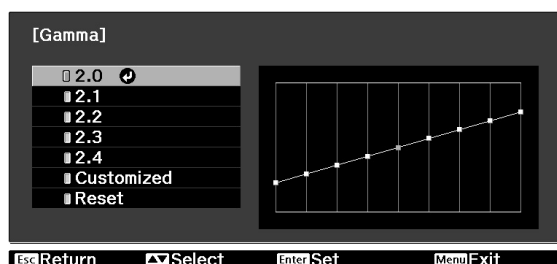 [Gamma]
2.0
2.1
2.2
2.3
2.4
Customized
Reset
Esc Return Select Enter Set Menu Exit